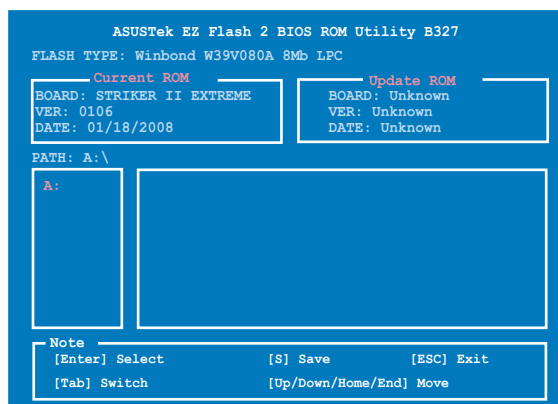 ASUSTek EZ Flash 2 BIOS ROM Utility B327
FLASH TYPE: Winbond W39V080A 8Mb LPC
Current ROM
BOARD: STRIKER II EXTREME
VER: 0106
DATE: 01/18/2008
Update ROM
BOARD: Unknown
VER: Unknown
DATE: Unknown
PATH: A:\
A:
Note
[Enter] Select [S] Save [ESC] Exit
[Tab] Switch [Up/Down/Home/End] Move